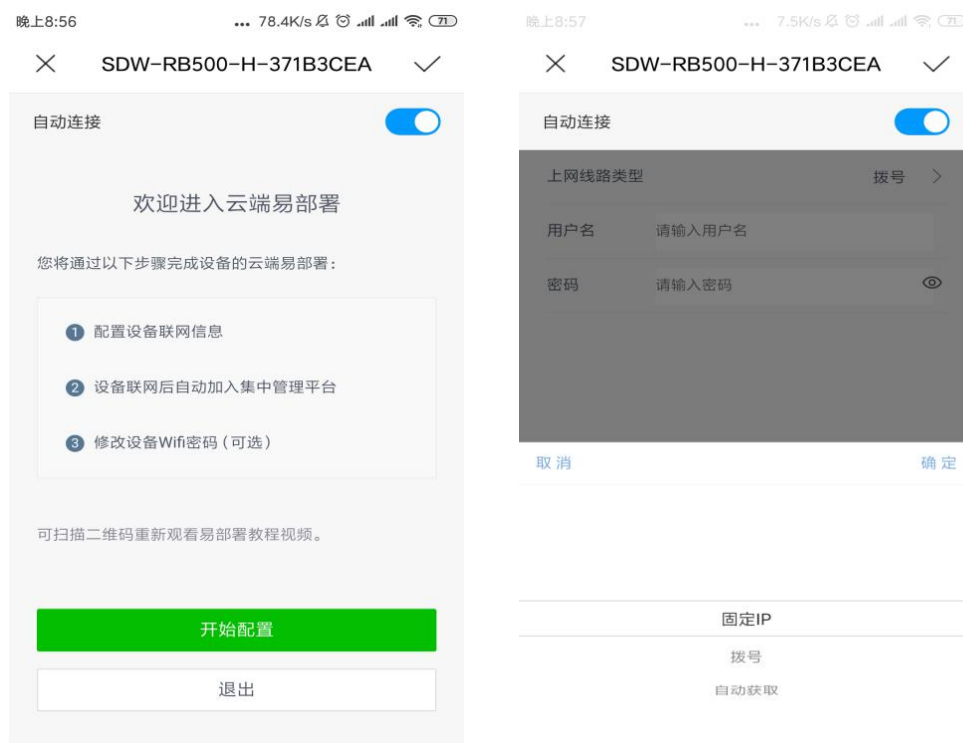 晚上8:56
... 78.4K/s 71
SDW-RB500-H-371B3CEA
自动连接
欢迎进入云端易部署
您将通过以下步骤完成设备的云端易部署：
1 配置设备联网信息
2 设备联网后自动加入集中管理平台
3 修改设备Wifi密码（可选）
可扫描二维码重新观看易部署教程视频。
开始配置
退出
晚上8:57
... 7.5K/s 71
SDW-RB500-H-371B3CEA
自动连接
上网线路类型 拨号
用户名 请输入用户名
密码 请输入密码
取消 确定
固定IP
拨号
自动获取